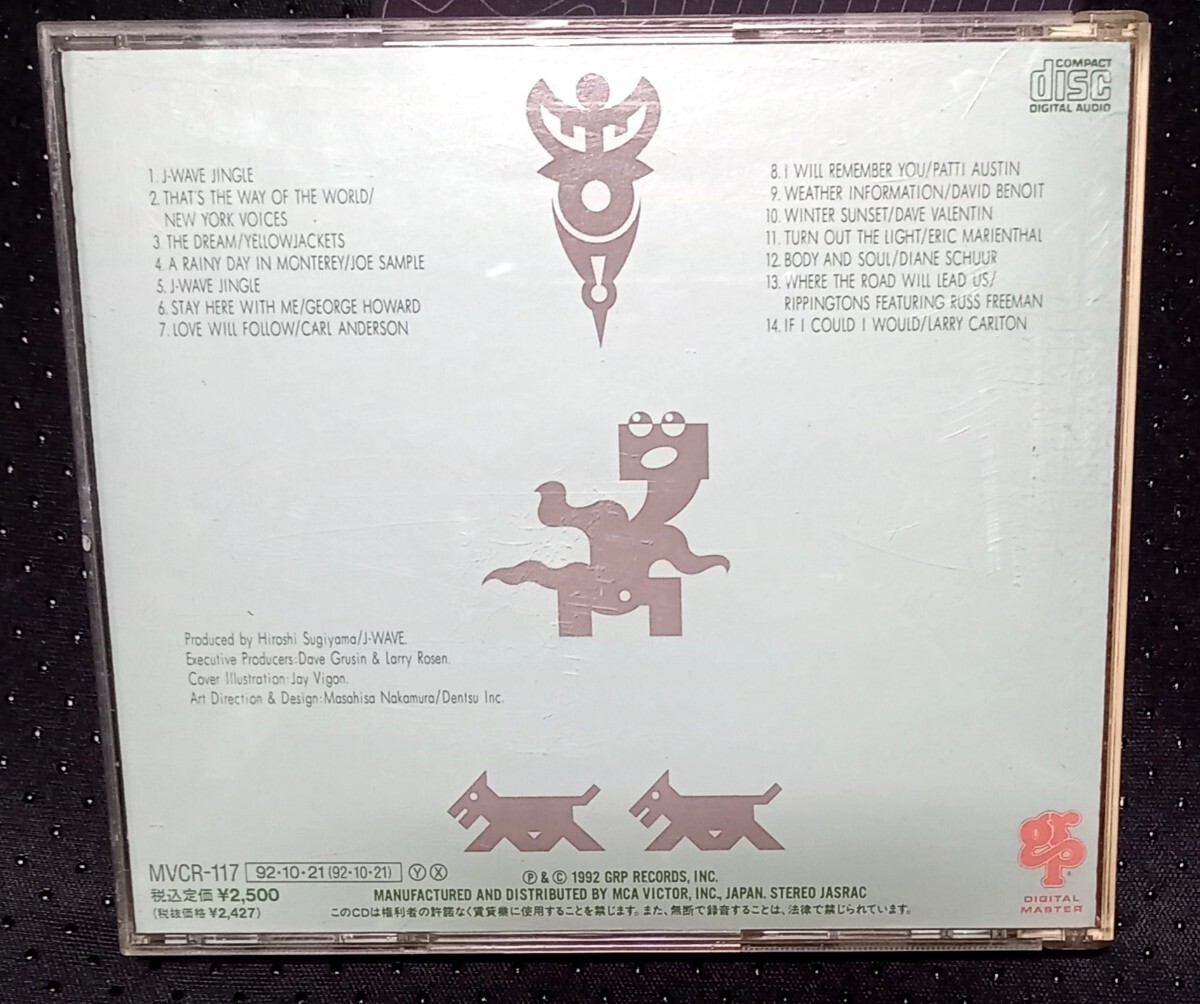 COMPACT
disc
DIGITAL AUDIO
1. J-WAVE JINGLE
2. THAT'S THE WAY OF THE WORLD/
NEW YORK VOICES
3. THE DREAM/YELLOWJACKETS
4. A RAINY DAY IN MONTEREY/JOE SAMPLE
5. J-WAVE JINGLE
6. STAY HERE WITH ME/GEORGE HOWARD
7. LOVE WILL FOLLOW/CARL ANDERSON
8. I WILL REMEMBER YOU/PATTI AUSTIN
9. WEATHER INFORMATION/DAVID BENOIT
10. WINTER SUNSET/DAVE VALENTIN
11. TURN OUT THE LIGHT/ERIC MARIENTHAL
12. BODY AND SOUL/DIANE SCHUUR
13. WHERE THE ROAD WILL LEAD US/
RIPPINGTONS FEATURING RUSS FREEMAN
14. IF I COULD I WOULD/LARRY CARLTON
Produced by Hiroshi Sugiyama/J-WAVE.
Executive Producers:Dave Grusin & Larry Rosen.
Cover Illustration:Jay Vigon.
Art Direction & Design:Masahisa Nakamura/Dentsu Inc.
MVCR-117 92·10·21(92·10·21) Ⓨ Ⓧ
税込定価 ¥2,500
(税抜価格 ¥2,427)
Ⓟ & Ⓒ 1992 GRP RECORDS, INC.
MANUFACTURED AND DISTRIBUTED BY MCA VICTOR, INC., JAPAN. STEREO JASRAC
このCDは権利者の許諾なく賃貸業に使用することを禁じます。また、無断で録音することは、法律で禁じられています。
grp®
DIGITAL
MASTER